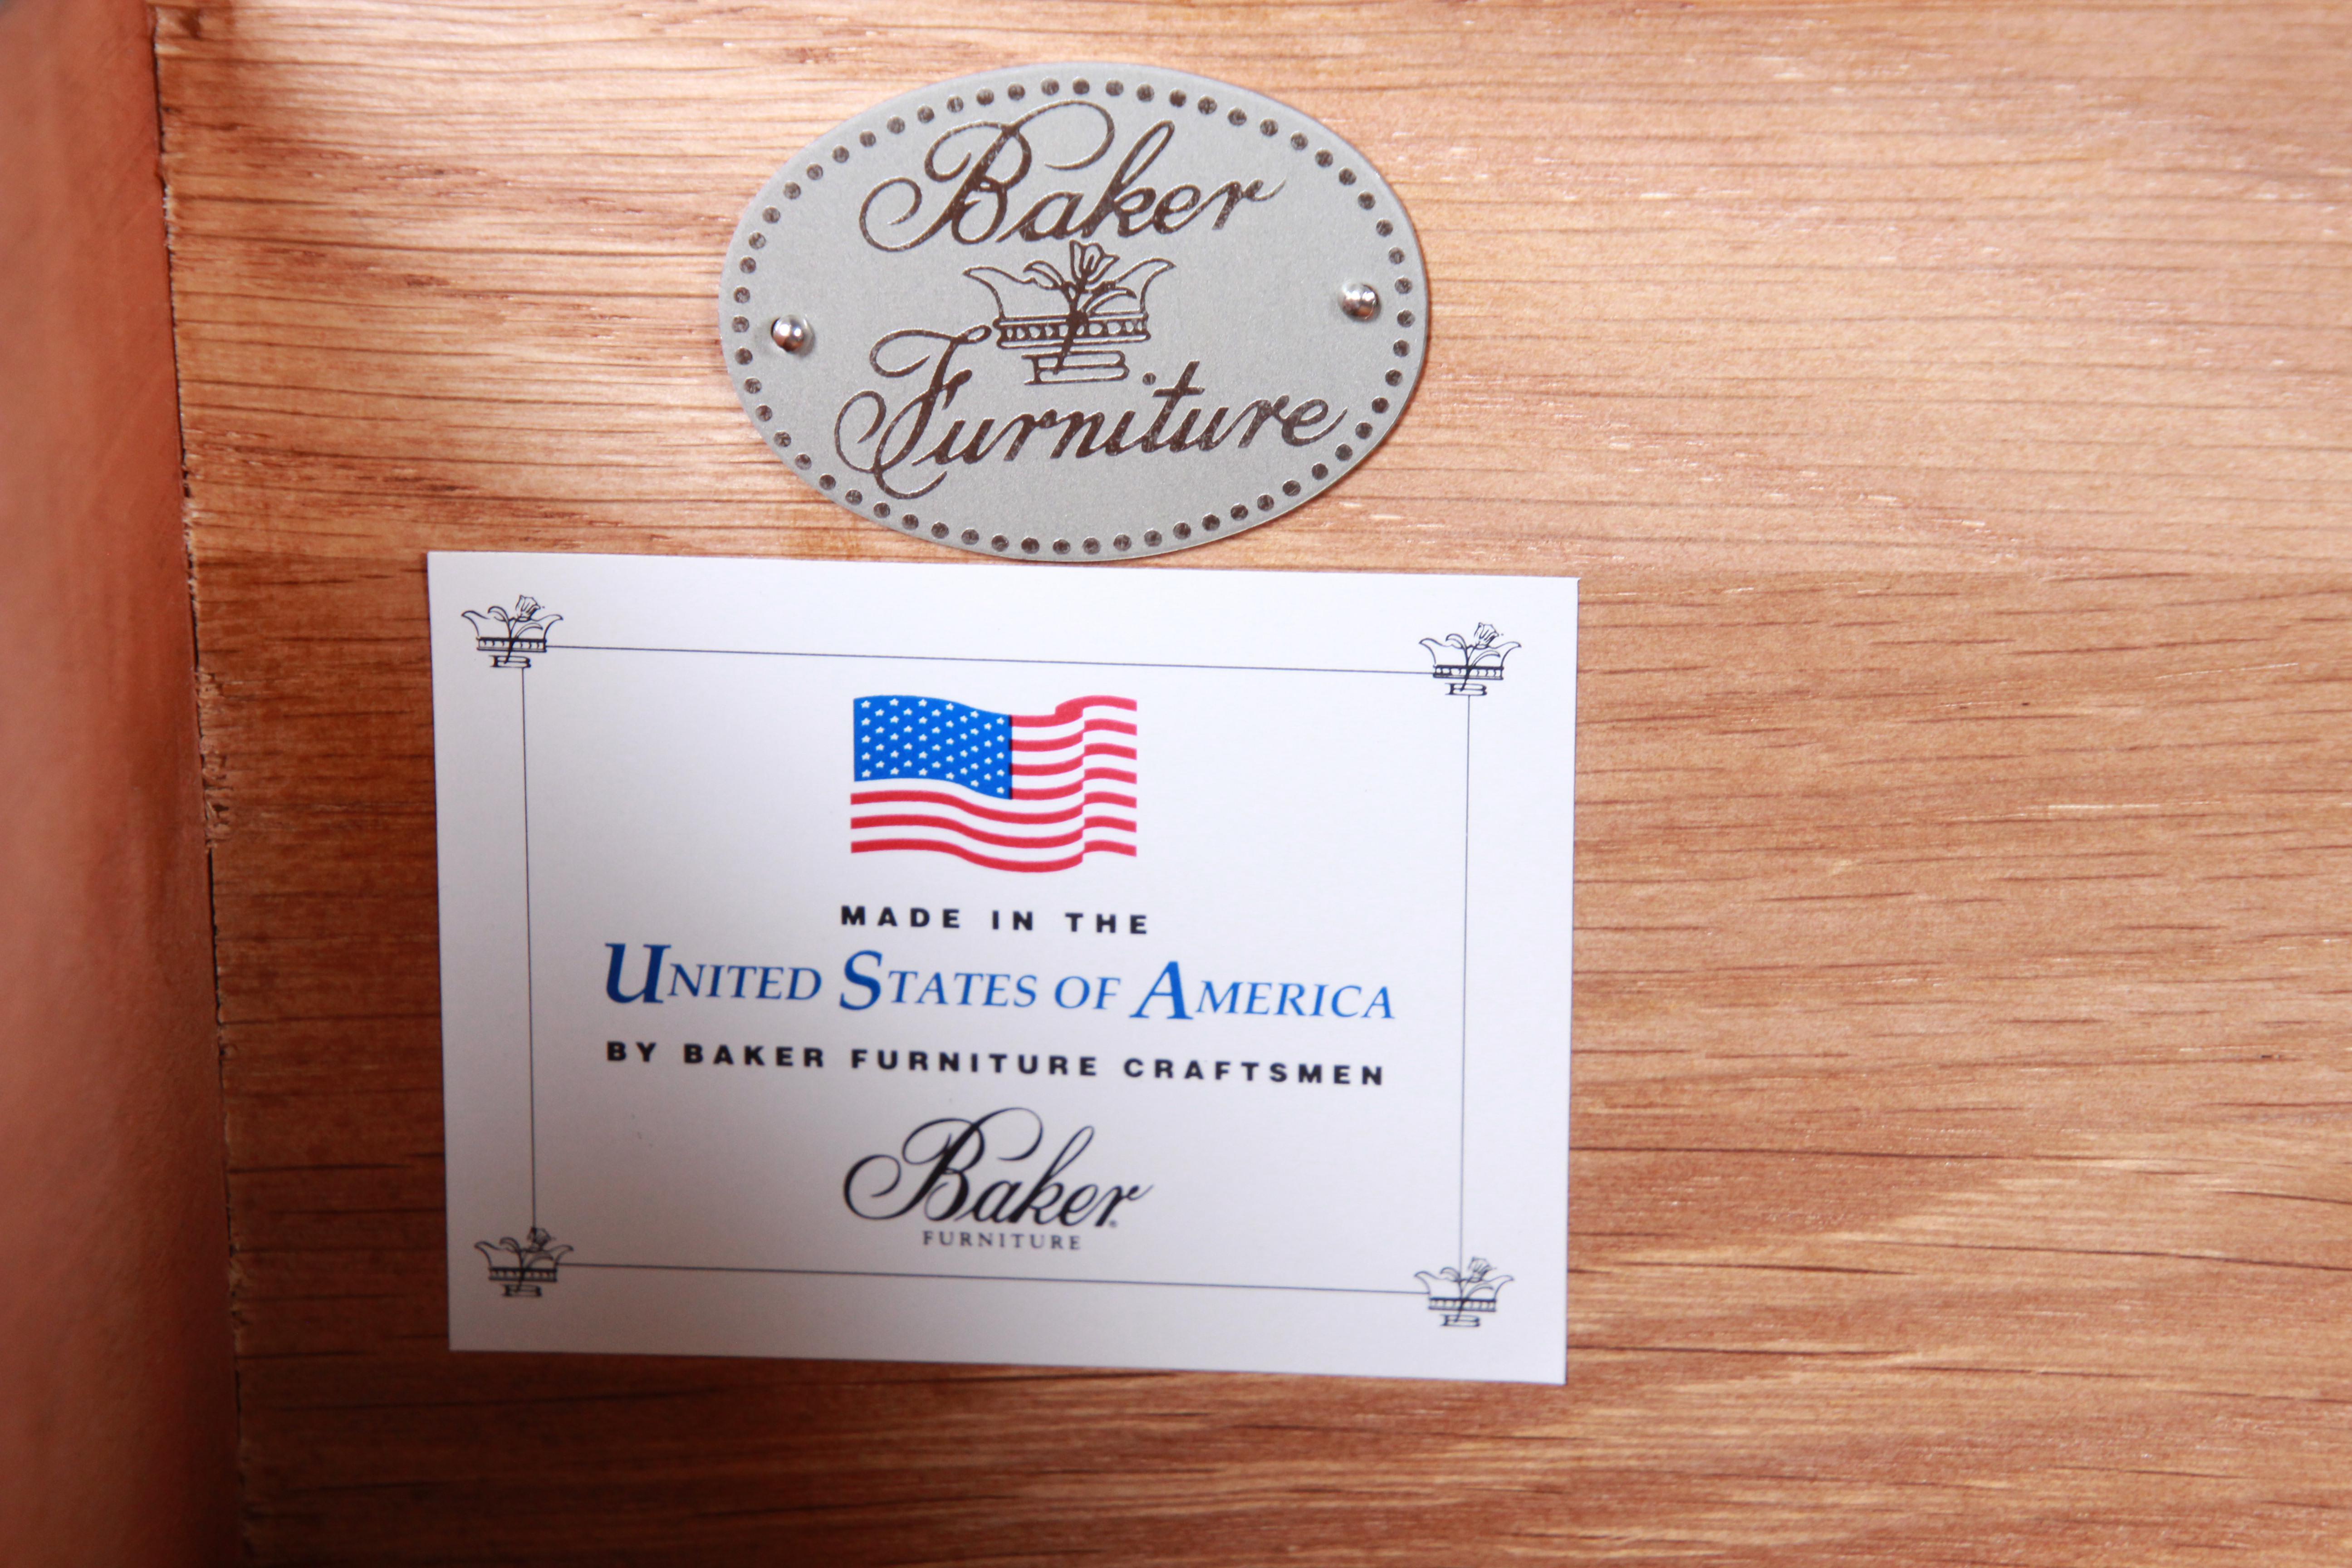 Baker
B
Furniture
MADE IN THE
UNITED STATES OF AMERICA
BY BAKER FURNITURE CRAFTSMEN
Baker®
FURNITURE